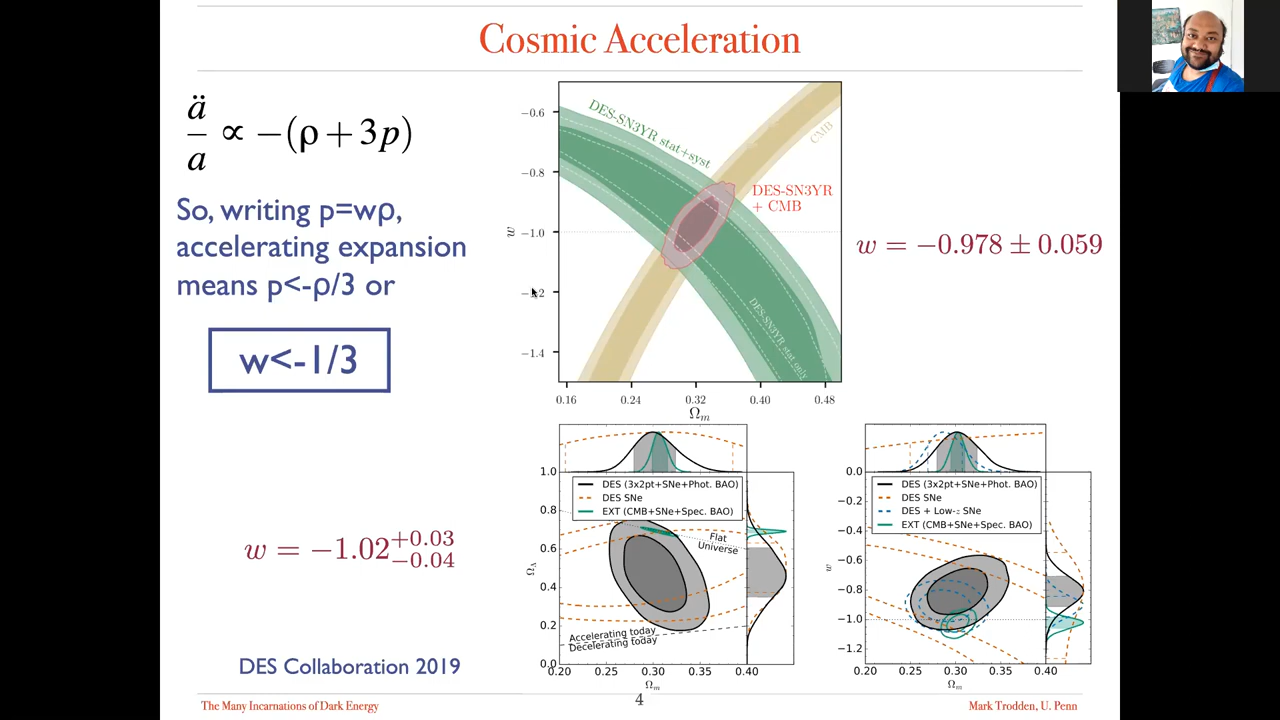 Cosmic Acceleration
ä/a ∝ −(ρ + 3p)
So, writing p=wρ,
accelerating expansion
means p<-ρ/3 or
w<-1/3
w = −1.02 +0.03 −0.04
DES Collaboration 2019
DES-SN3YR stat+syst
CMB
DES-SN3YR
+ CMB
DES-SN3YR stat only
w
−0.6
−0.8
−1.0
−1.2
−1.4
0.16 0.24 0.32 0.40 0.48
Ωm
w = −0.978 ± 0.059
DES (3x2pt+SNe+Phot. BAO)
DES SNe
EXT (CMB+SNe+Spec. BAO)
Flat
Universe
Accelerating today
Decelerating today
ΩΛ
1.0
0.8
0.6
0.4
0.2
0.0
0.20 0.25 0.30 0.35 0.40
Ωm
DES (3x2pt+SNe+Phot. BAO)
DES SNe
DES + Low-z SNe
EXT (CMB+SNe+Spec. BAO)
w
0.0
−0.2
−0.4
−0.6
−0.8
−1.0
−1.2
0.20 0.25 0.30 0.35 0.40
Ωm
The Many Incarnations of Dark Energy
4
Mark Trodden, U. Penn